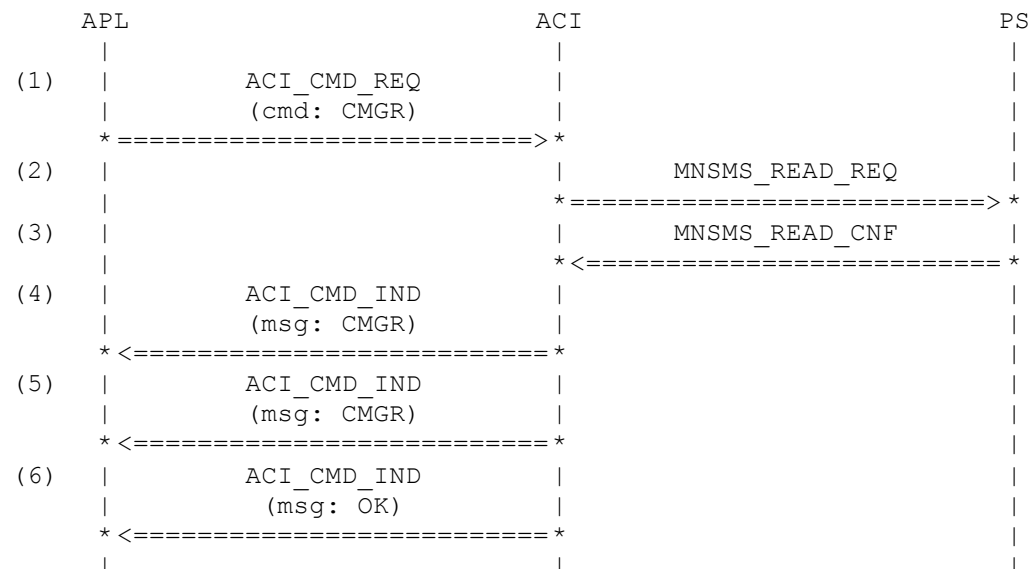 APL ACI PS
| | |
(1) | ACI_CMD_REQ | |
| (cmd: CMGR) | |
*==========================>* |
(2) | | MNSMS_READ_REQ |
| *==========================>*
(3) | | MNSMS_READ_CNF |
| *<==========================*
(4) | ACI_CMD_IND | |
| (msg: CMGR) | |
*<==========================* |
(5) | ACI_CMD_IND | |
| (msg: CMGR) | |
*<==========================* |
(6) | ACI_CMD_IND | |
| (msg: OK) | |
*<==========================* |
| | |